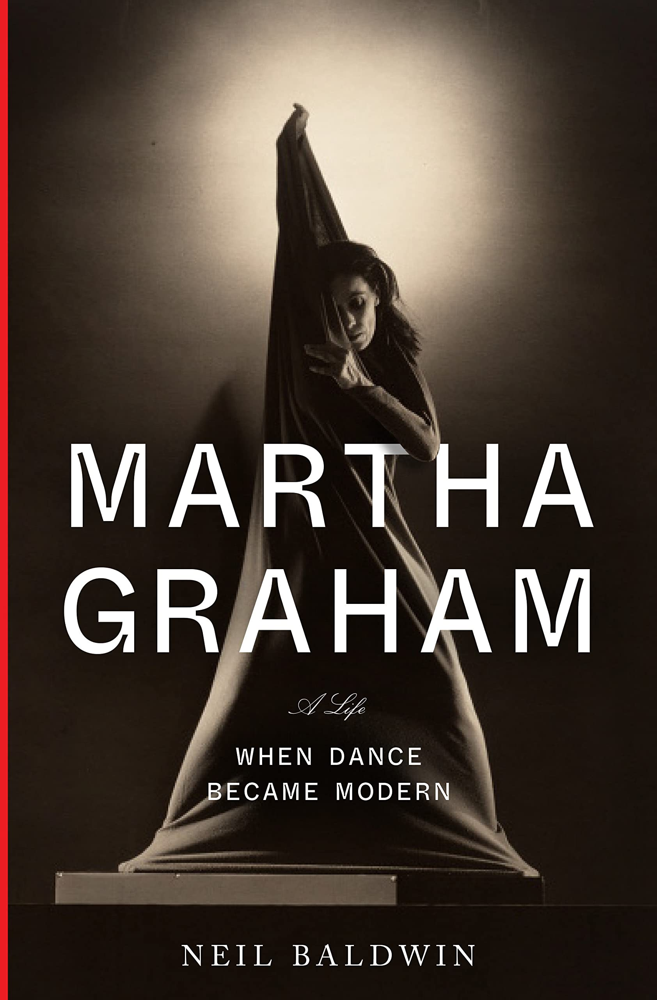 MARTHA
GRAHAM
A Life
WHEN DANCE
BECAME MODERN
NEIL BALDWIN